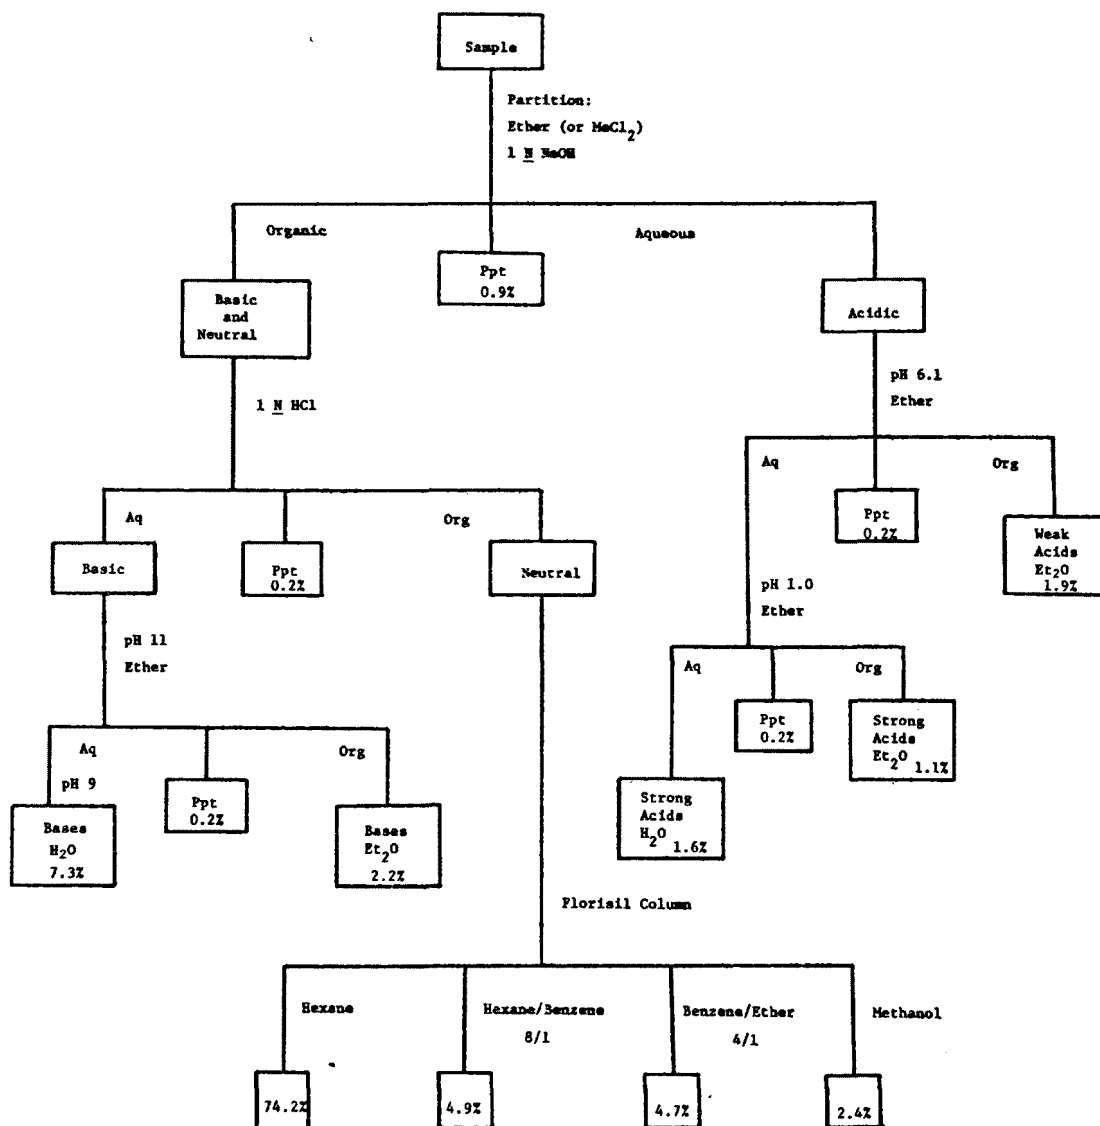 Sample
Partition:
Ether (or MeCl2)
1 N NaOH
Organic
Aqueous
Ppt
0.9%
Basic
and
Neutral
Acidic
1 N HCl
pH 6.1
Ether
Aq
Org
Ppt
0.2%
Weak
Acids
Et2O
1.9%
Aq
Org
Basic
Ppt
0.2%
Neutral
pH 1.0
Ether
pH 11
Ether
Aq
Org
Ppt
0.2%
Strong
Acids
Et2O 1.1%
Strong
Acids
H2O
1.6%
Aq
Org
pH 9
Ppt
0.2%
Bases
H2O
7.3%
Bases
Et2O
2.2%
Florisil Column
Hexane
Hexane/Benzene
8/1
Benzene/Ether
4/1
Methanol
74.2%
4.9%
4.7%
2.4%